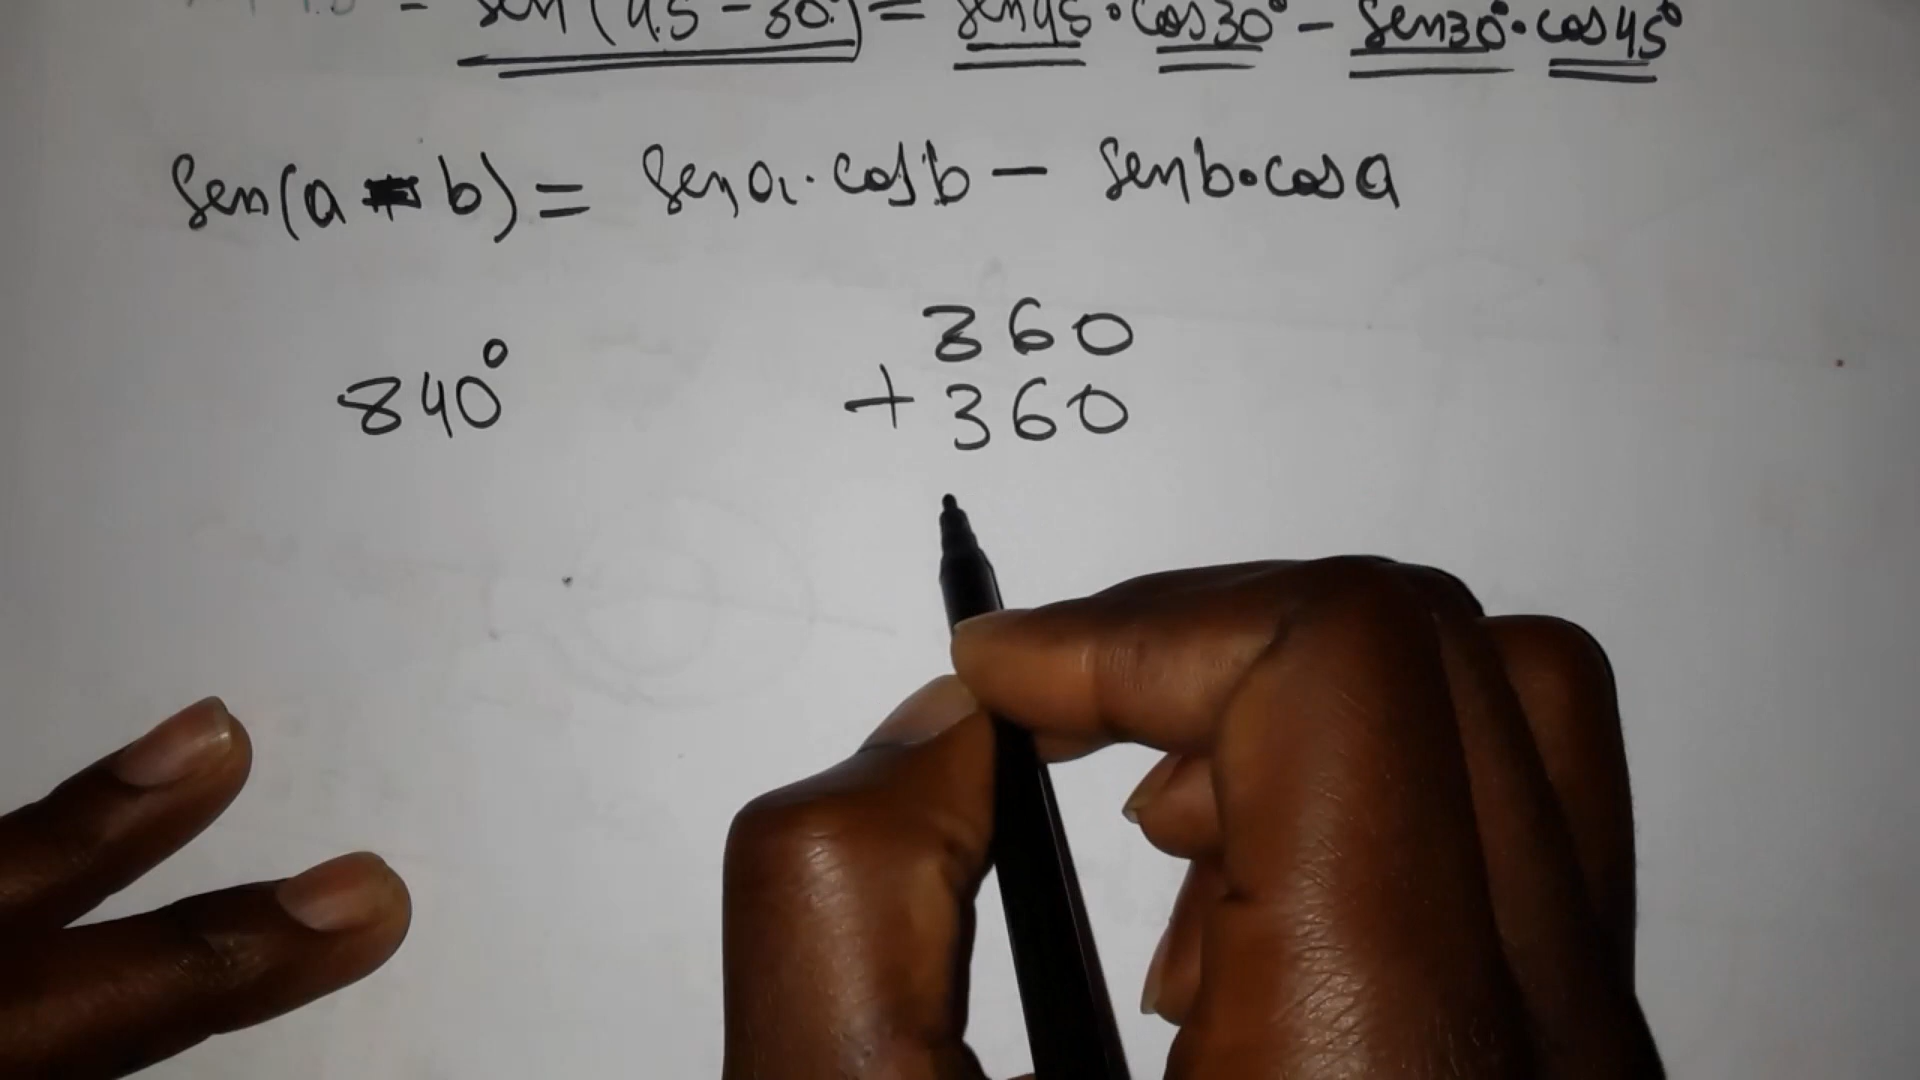 - sen(45 - 30°) = sen45 • cos30° - sen30° • cos45°
sen(a - b) = sen a · cos b - sen b • cos a
360
840°
+ 360